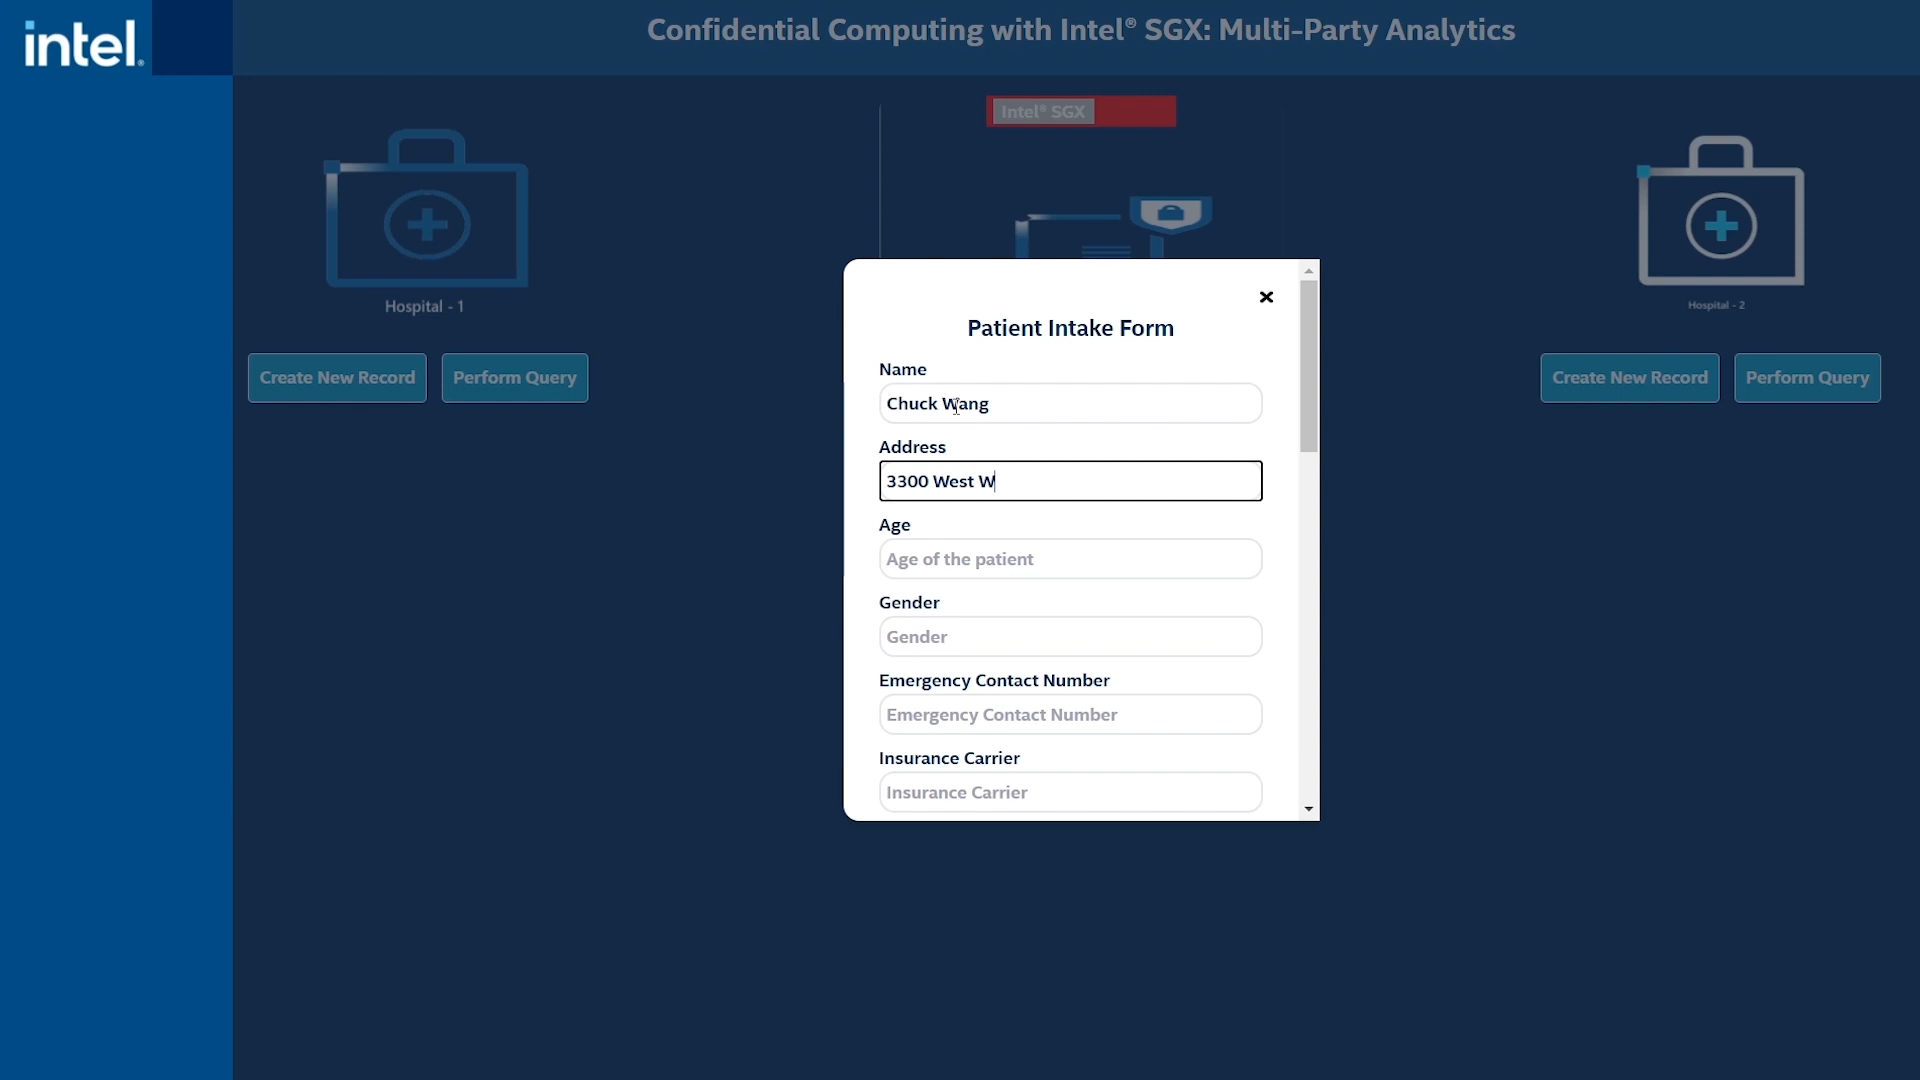 intel.
Confidential Computing with Intel® SGX: Multi-Party Analytics
Intel® SGX
Hospital - 1
Create New Record
Perform Query
Hospital - 2
Create New Record
Perform Query
Patient Intake Form
Name
Chuck Wang
Address
3300 West W
Age
Age of the patient
Gender
Gender
Emergency Contact Number
Emergency Contact Number
Insurance Carrier
Insurance Carrier